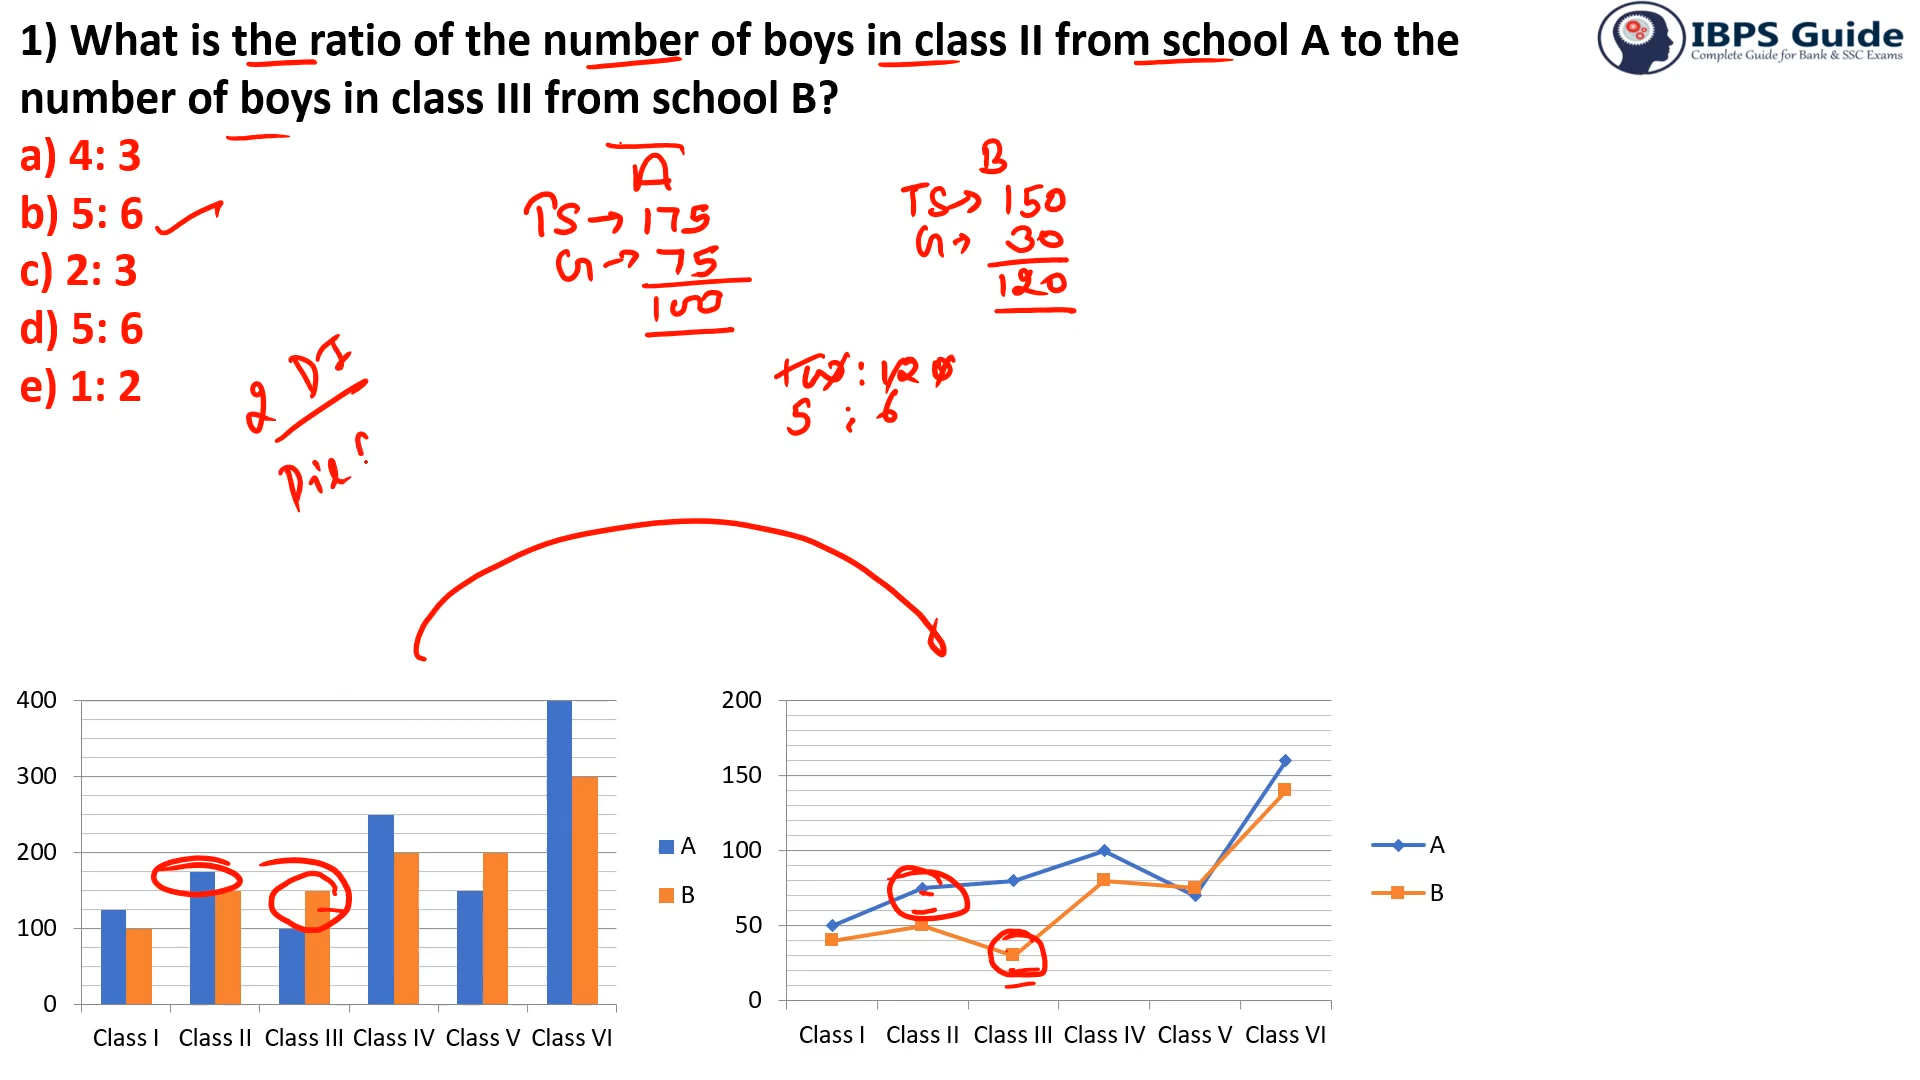 1) What is the ratio of the number of boys in class II from school A to the
number of boys in class III from school B?
IBPS Guide
Complete Guide for Bank & SSC Exams
a) 4: 3
b) 5: 6
c) 2: 3
d) 5: 6
e) 1: 2
A
TS → 175
G → 75
100
B
TS → 150
G → 30
120
100 : 120
5 : 6
2 DI
400
300
200
100
0
Class I Class II Class III Class IV Class V Class VI
A
B
200
150
100
50
0
Class I Class II Class III Class IV Class V Class VI
A
B